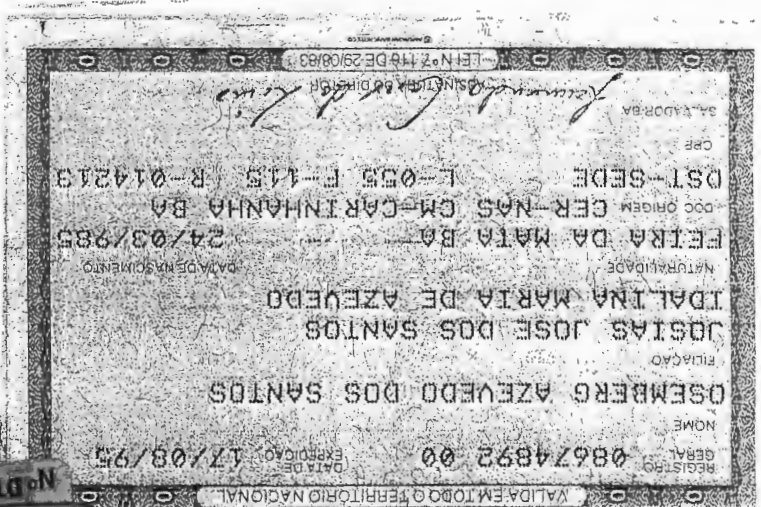 VALIDA EM TODO O TERRITORIO NACIONAL
REGISTRO GERAL 08674892 00 DATA DE EXPEDIÇÃO 17/08/95
NOME
OSEMBERG AZEVEDO DOS SANTOS
FILIAÇÃO
JOSIAS JOSE DOS SANTOS
IDALINA MARIA DE AZEVEDO
NATURALIDADE DATA DE NASCIMENTO
FEIRA DA MATA BA 24/03/985
DOC ORIGEM CER-NAS CM-CARINHANHA BA
DST-SEDE L-055 F-115 R-014213
CPF
SALVADOR BA
ASSINATURA DO DIRETOR
LEI Nº 7.116 DE 29/08/83